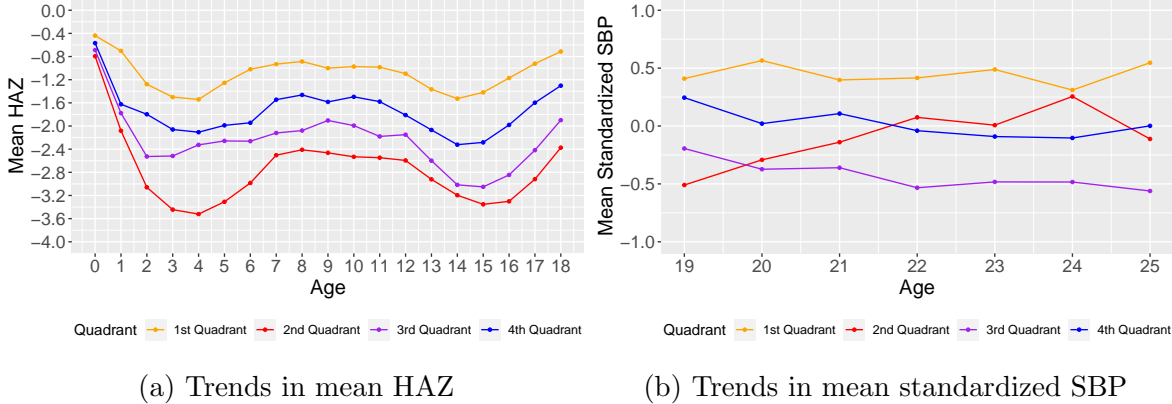 0.0
−0.4
−0.8
−1.2
−1.6
−2.0
−2.4
−2.8
−3.2
−3.6
−4.0
Mean HAZ
0 1 2 3 4 5 6 7 8 9 10 11 12 13 14 15 16 17 18
Age
Quadrant 1st Quadrant 2nd Quadrant 3rd Quadrant 4th Quadrant
(a) Trends in mean HAZ
1.0
0.5
0.0
−0.5
−1.0
Mean Standardized SBP
19 20 21 22 23 24 25
Age
Quadrant 1st Quadrant 2nd Quadrant 3rd Quadrant 4th Quadrant
(b) Trends in mean standardized SBP